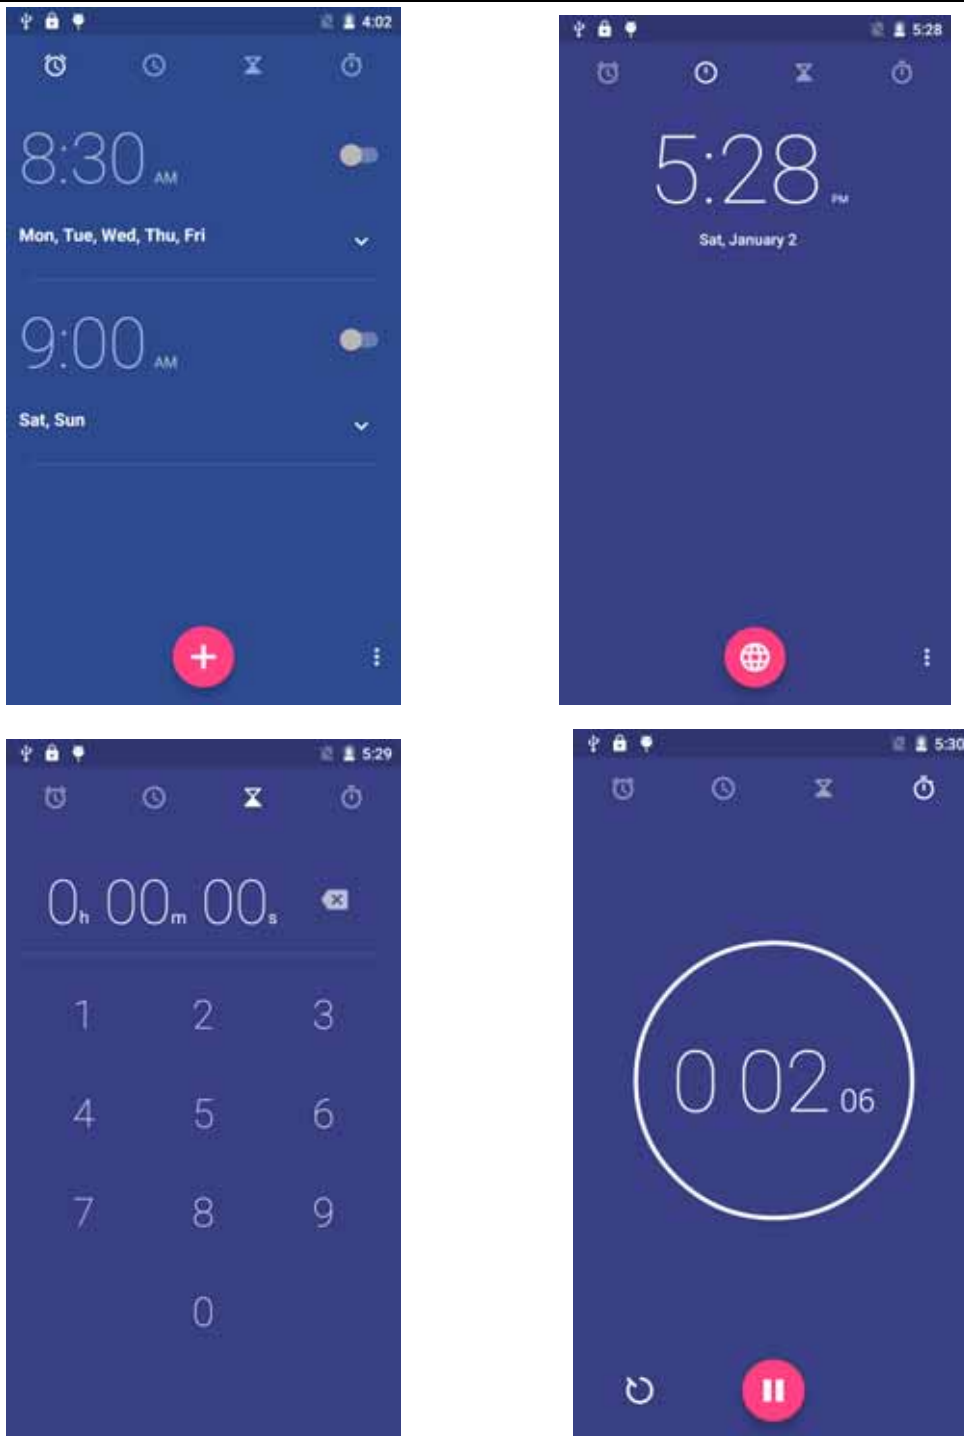 4:02
8:30 AM
Mon, Tue, Wed, Thu, Fri
9:00 AM
Sat, Sun
5:28
5:28 PM
Sat, January 2
5:29
0h 00m 00s
1 2 3
4 5 6
7 8 9
0
5:30
0 02 06